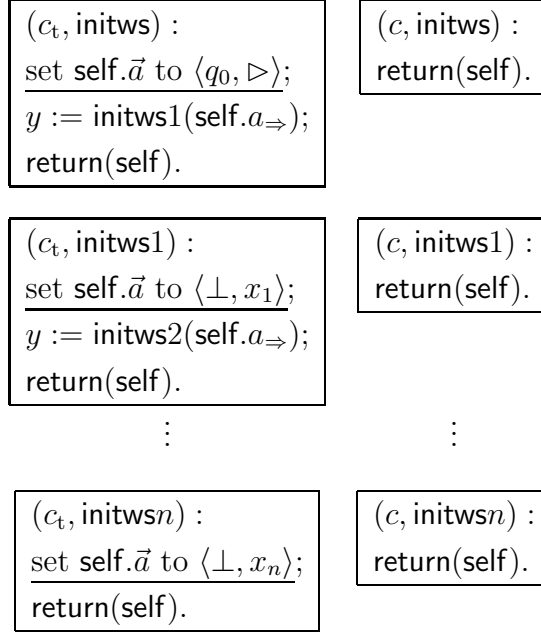 (c_t, initws) :
set self.a⃗ to ⟨q_0, ▷⟩;
y := initws1(self.a_⇒);
return(self).
(c, initws) :
return(self).
(c_t, initws1) :
set self.a⃗ to ⟨⊥, x_1⟩;
y := initws2(self.a_⇒);
return(self).
(c, initws1) :
return(self).
⋮ ⋮
(c_t, initwsn) :
set self.a⃗ to ⟨⊥, x_n⟩;
return(self).
(c, initwsn) :
return(self).